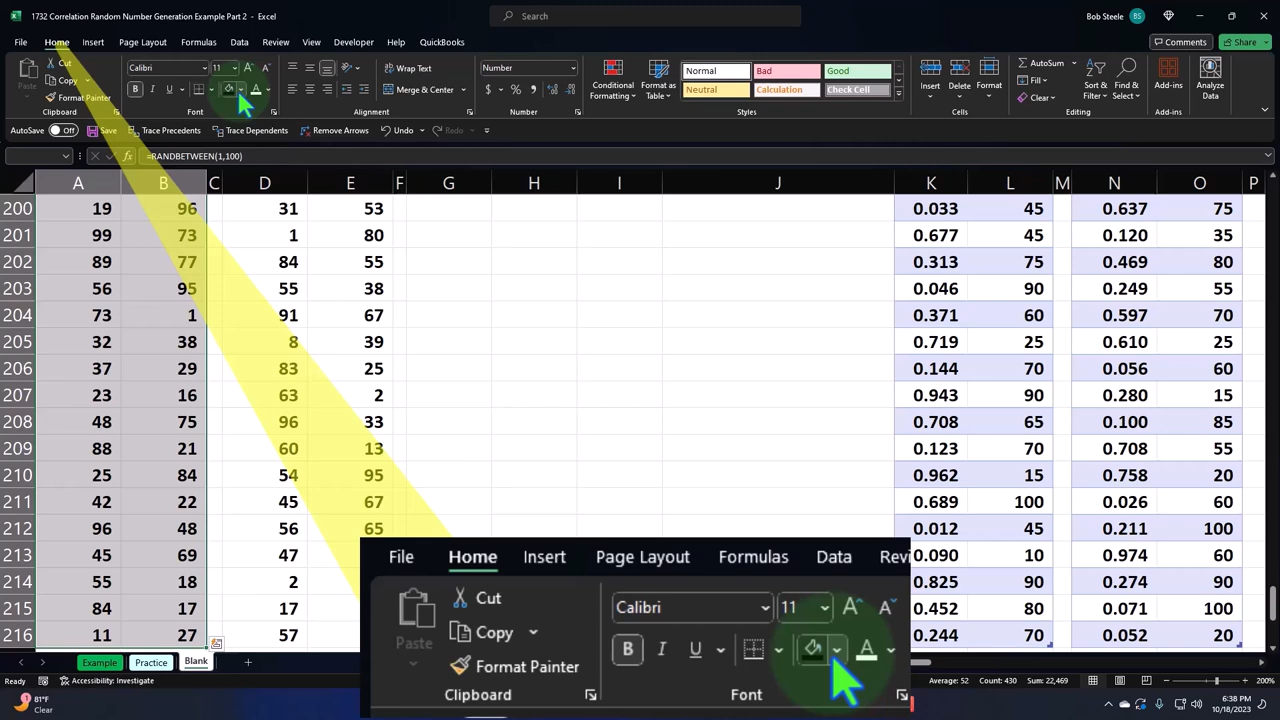 1732 Correlation Random Number Generation Example Part 2 - Excel
Search
Bob Steele BS
File Home Insert Page Layout Formulas Data Review View Developer Help QuickBooks
Comments Share
Cut
Copy
Format Painter
Clipboard
Calibri 11
B I U
Font
Wrap Text
Merge & Center
Alignment
Number
$ % 
Number
Conditional Formatting
Format as Table
Normal Bad Good
Neutral Calculation Check Cell
Styles
Insert Delete Format
Cells
AutoSum
Fill
Clear
Sort & Filter
Find & Select
Editing
Add-ins
Add-ins
Analyze Data
Analysis
AutoSave Off Save Trace Precedents Trace Dependents Remove Arrows Undo Redo
fx =RANDBETWEEN(1,100)
A B C D E F G H I J K L M N O P
200 19 96 31 53 0.033 45 0.637 75
201 99 73 1 80 0.677 45 0.120 35
202 89 77 84 55 0.313 75 0.469 80
203 56 95 55 38 0.046 90 0.249 55
204 73 1 91 67 0.371 60 0.597 70
205 32 38 8 39 0.719 25 0.610 25
206 37 29 83 25 0.144 70 0.056 60
207 23 16 63 2 0.943 90 0.280 15
208 48 75 96 33 0.708 65 0.100 85
209 88 21 60 13 0.123 70 0.708 55
210 25 84 54 95 0.962 15 0.758 20
211 42 22 45 67 0.689 100 0.026 60
212 96 48 56 65 0.012 45 0.211 100
213 45 69 47 0.090 10 0.974 60
214 55 18 2 0.825 90 0.274 90
215 84 17 17 0.452 80 0.071 100
216 11 27 57 0.244 70 0.052 20
File Home Insert Page Layout Formulas Data Revi
Paste
Cut
Copy
Format Painter
Clipboard
Calibri 11
B I U A
Font
Example Practice Blank
Ready Accessibility: Investigate
Average: 52 Count: 430 Sum: 22,469 200%
81°F
Clear
6:38 PM
10/18/2023